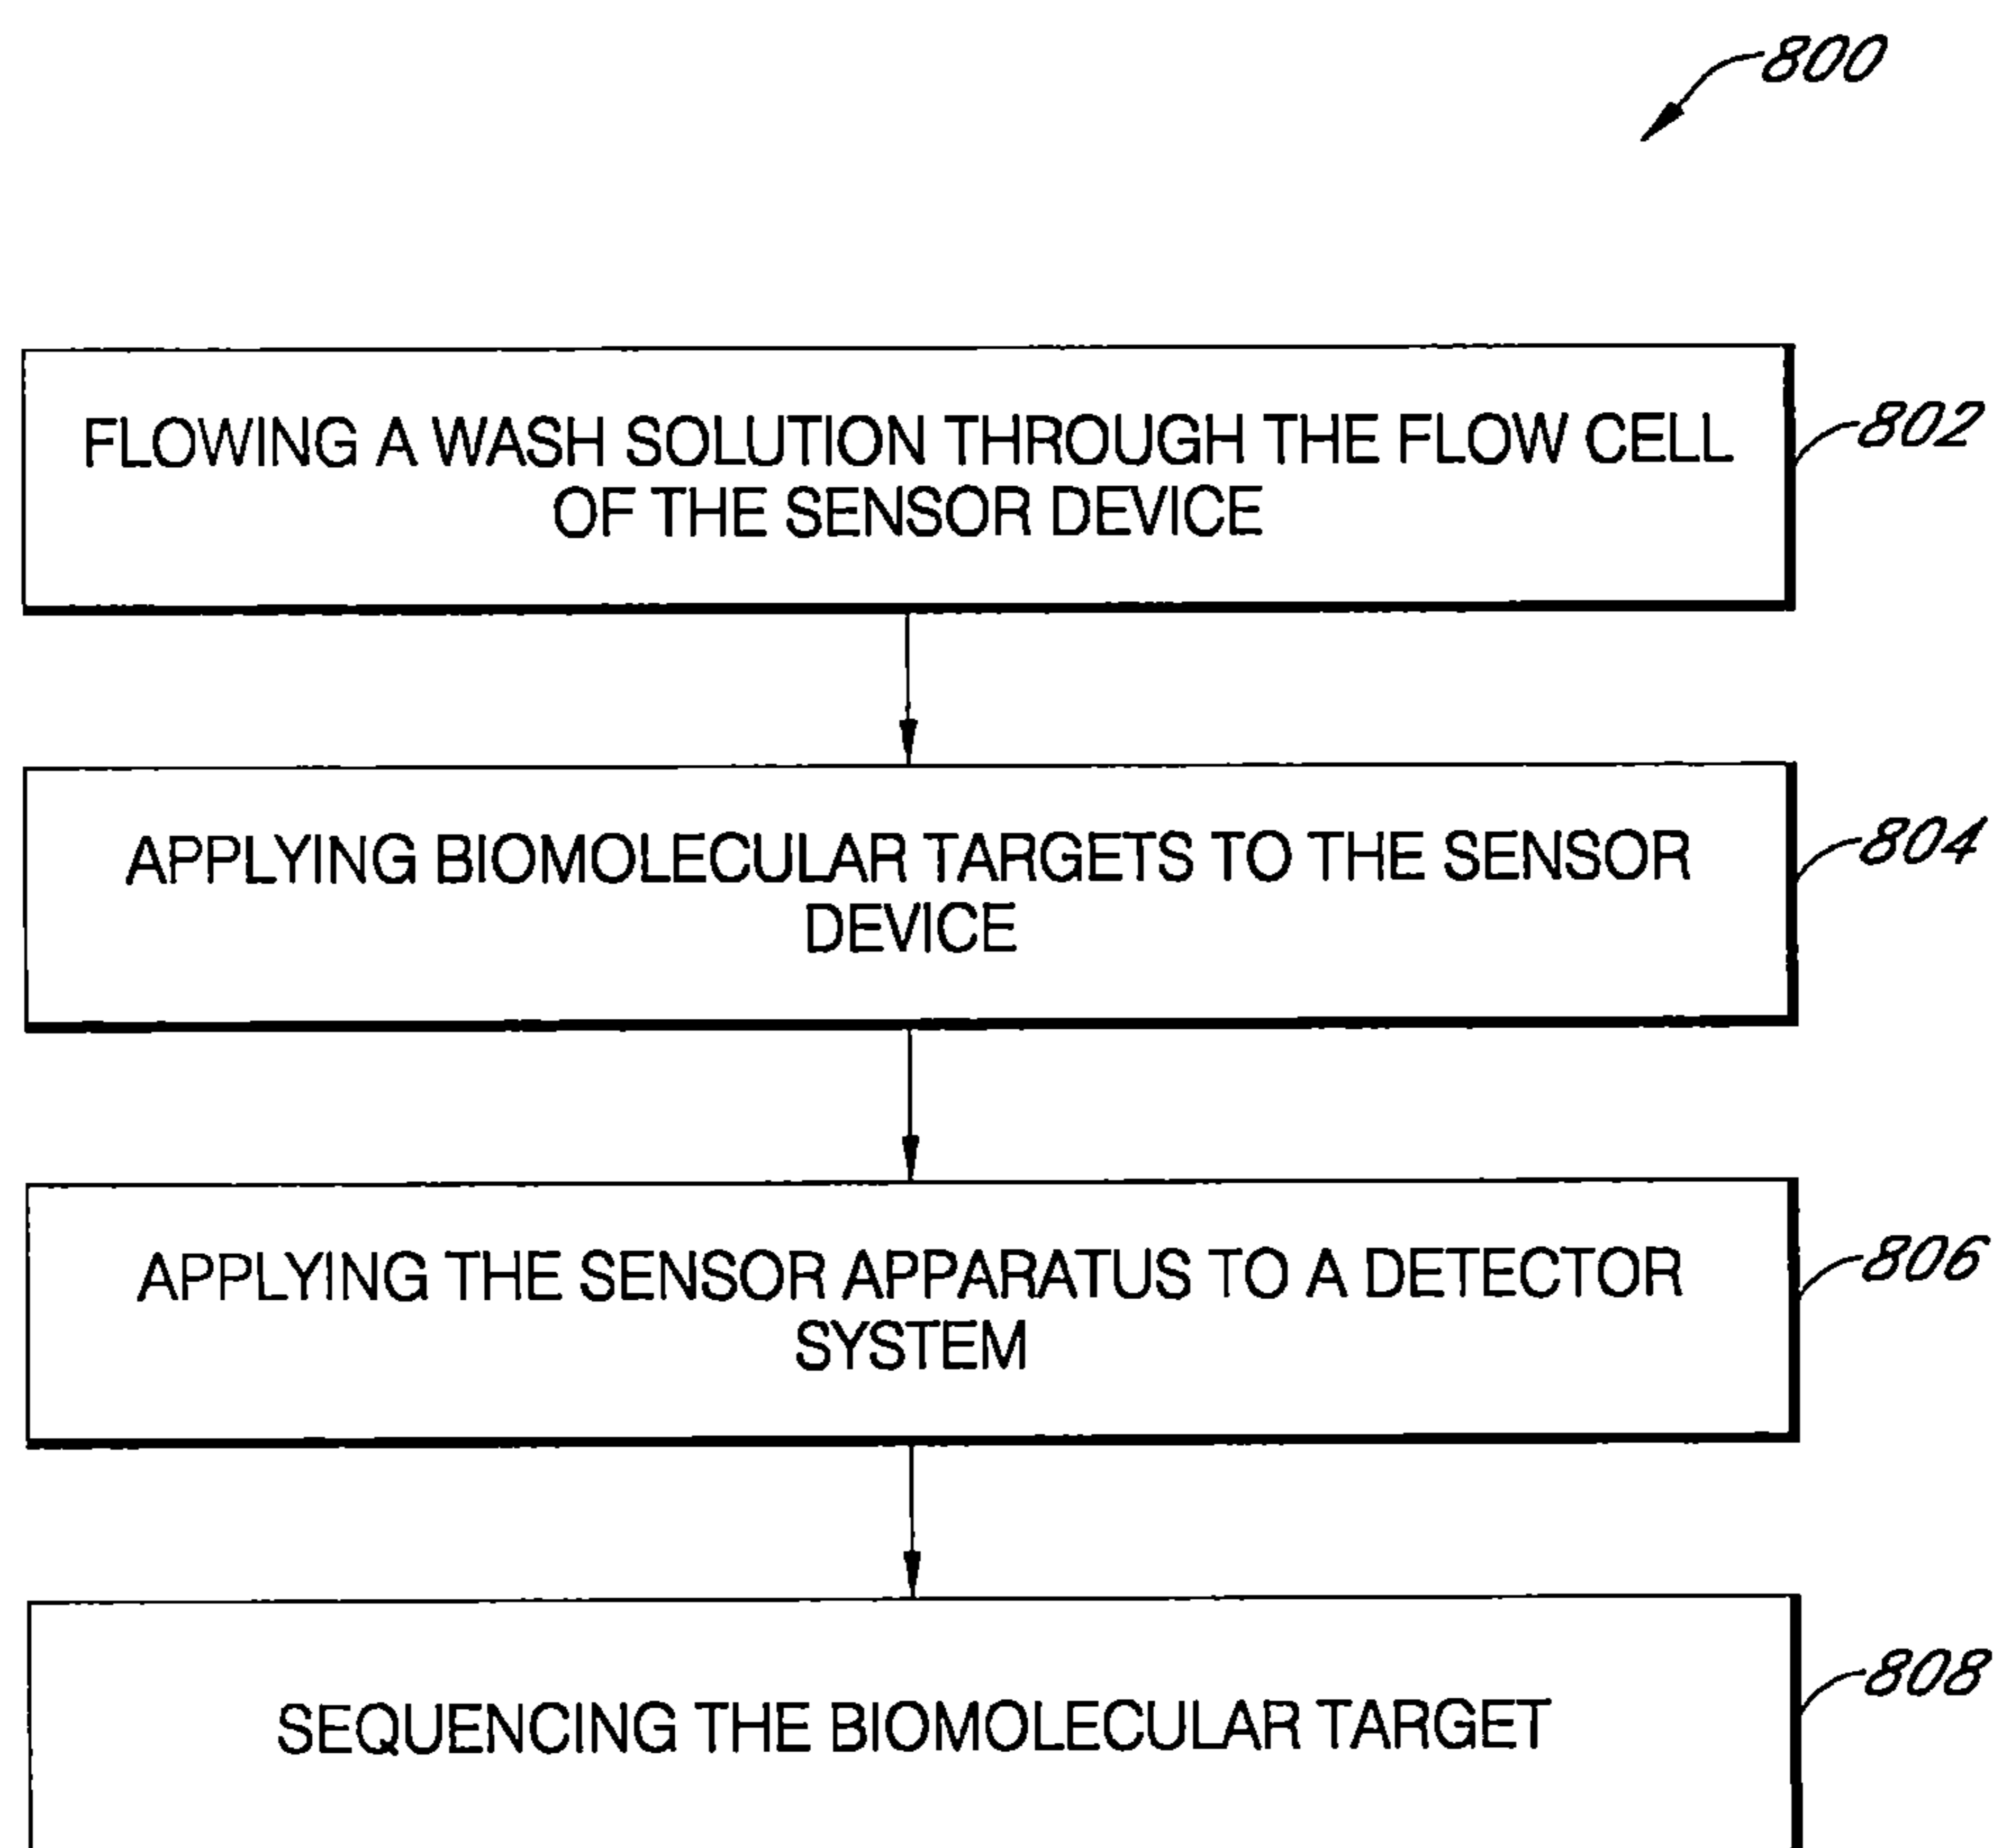 800
FLOWING A WASH SOLUTION THROUGH THE FLOW CELL
OF THE SENSOR DEVICE
802
APPLYING BIOMOLECULAR TARGETS TO THE SENSOR
DEVICE
804
APPLYING THE SENSOR APPARATUS TO A DETECTOR
SYSTEM
806
SEQUENCING THE BIOMOLECULAR TARGET
808